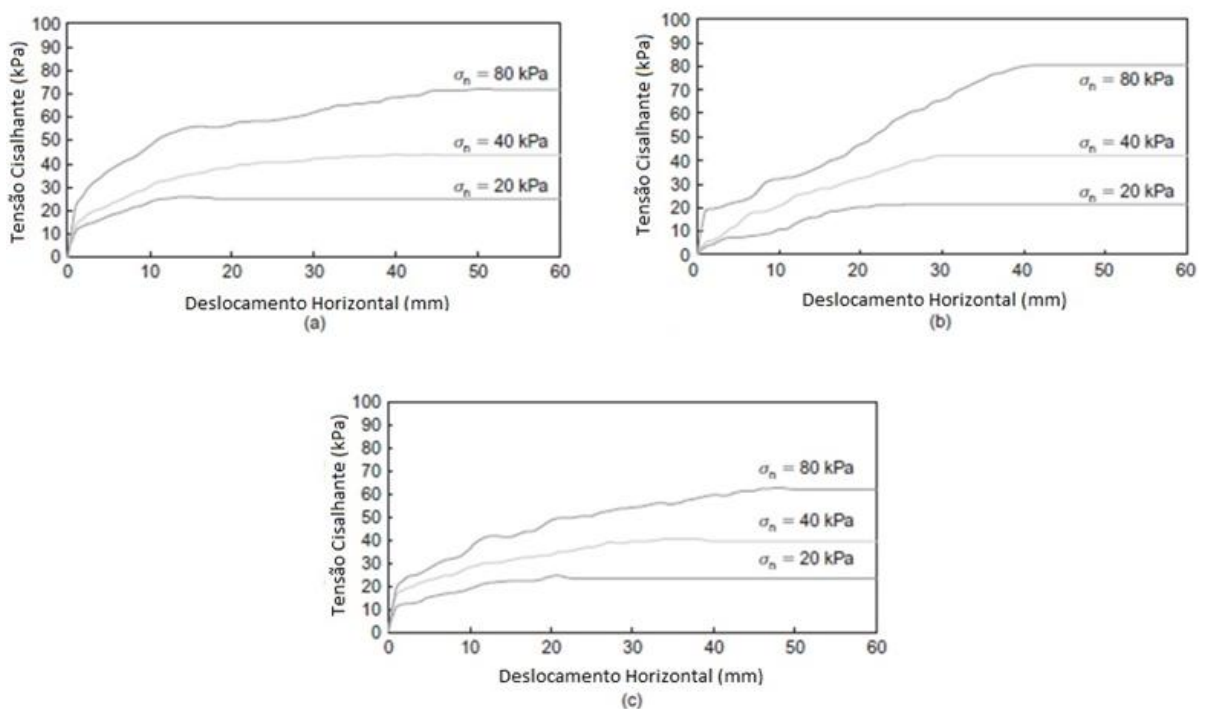 100
90
80
70
60
50
40
30
20
10
0
Tensão Cisalhante (kPa)
σn = 80 kPa
σn = 40 kPa
σn = 20 kPa
0 10 20 30 40 50 60
Deslocamento Horizontal (mm)
(a)
100
90
80
70
60
50
40
30
20
10
0
Tensão Cisalhante (kPa)
σn = 80 kPa
σn = 40 kPa
σn = 20 kPa
0 10 20 30 40 50 60
Deslocamento Horizontal (mm)
(b)
100
90
80
70
60
50
40
30
20
10
0
Tensão Cisalhante (kPa)
σn = 80 kPa
σn = 40 kPa
σn = 20 kPa
0 10 20 30 40 50 60
Deslocamento Horizontal (mm)
(c)